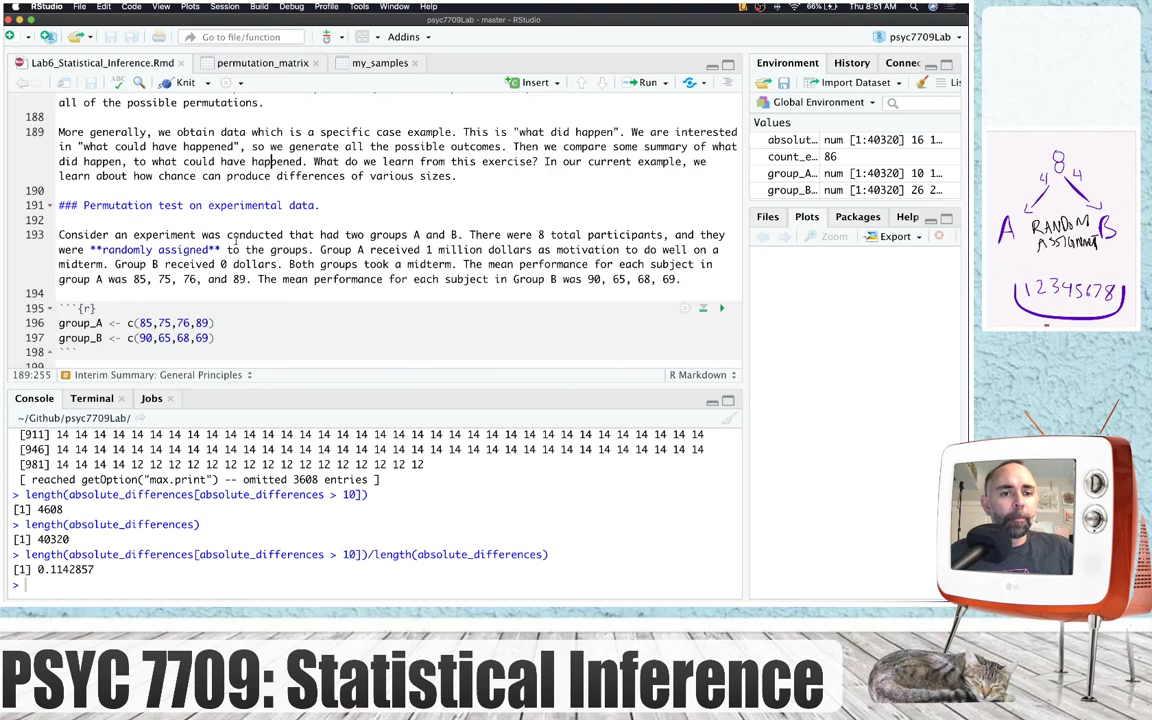 RStudio File Edit Code View Plots Session Build Debug Profile Tools Window Help 66% Thu 8:51 AM
psyc7709Lab - master - RStudio
Go to file/function Addins psyc7709Lab
Lab6_Statistical_Inference.Rmd permutation_matrix my_samples
Knit Insert Run
all of the possible permutations.
188
189 More generally, we obtain data which is a specific case example. This is "what did happen". We are interested
in "what could have happened", so we generate all the possible outcomes. Then we compare some summary of what
did happen, to what could have happened. What do we learn from this exercise? In our current example, we
learn about how chance can produce differences of various sizes.
190
191 ### Permutation test on experimental data.
192
193 Consider an experiment was conducted that had two groups A and B. There were 8 total participants, and they
were **randomly assigned** to the groups. Group A received 1 million dollars as motivation to do well on a
midterm. Group B received 0 dollars. Both groups took a midterm. The mean performance for each subject in
group A was 85, 75, 76, and 89. The mean performance for each subject in Group B was 90, 65, 68, 69.
194
195 ```{r}
196 group_A <- c(85,75,76,89)
197 group_B <- c(90,65,68,69)
198 ```
199
189:255 Interim Summary: General Principles R Markdown
Console Terminal Jobs
~/Github/psyc7709Lab/
[911] 14 14 14 14 14 14 14 14 14 14 14 14 14 14 14 14 14 14 14 14 14 14 14 14 14 14 14 14 14 14 14 14 14 14 14
[946] 14 14 14 14 14 14 14 14 14 14 14 14 14 14 14 14 14 14 14 14 14 14 14 14 14 14 14 14 14 14 14 14 14 14 14
[981] 14 14 14 14 12 12 12 12 12 12 12 12 12 12 12 12 12 12 12 12
[ reached getOption("max.print") -- omitted 3608 entries ]
> length(absolute_differences[absolute_differences > 10])
[1] 4608
> length(absolute_differences)
[1] 40320
> length(absolute_differences[absolute_differences > 10])/length(absolute_differences)
[1] 0.1142857
>
Environment History Connec
Import Dataset Lis
Global Environment
Values
absolut… num [1:40320] 16 1…
count_e… 86
group_A… num [1:40320] 10 1…
group_B… num [1:40320] 26 2…
Files Plots Packages Help
Zoom Export
8
4 4
A RANDOM B
ASSIGNMENT
12345678
LG
PSYC 7709: Statistical Inference